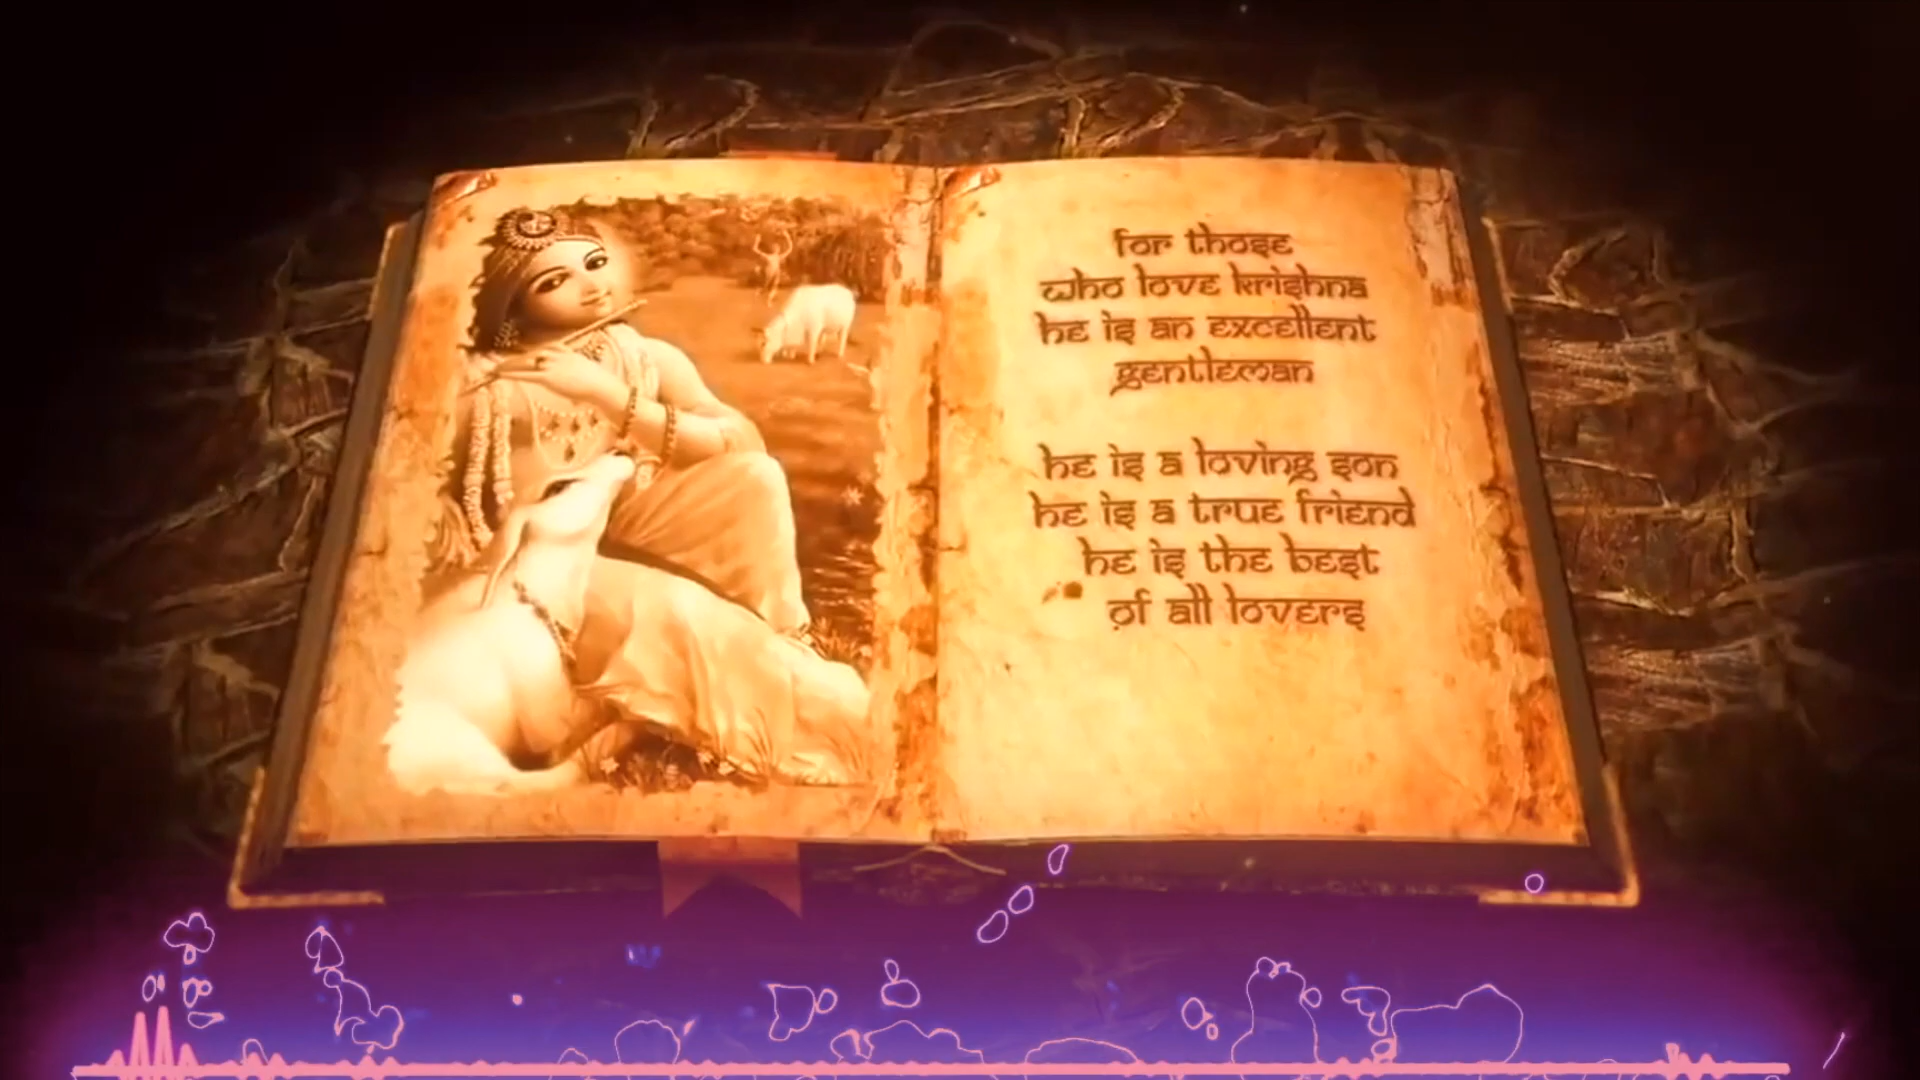 for those
who love krishna
he is an excellent
gentleman
he is a loving son
he is a true friend
he is the best
of all lovers